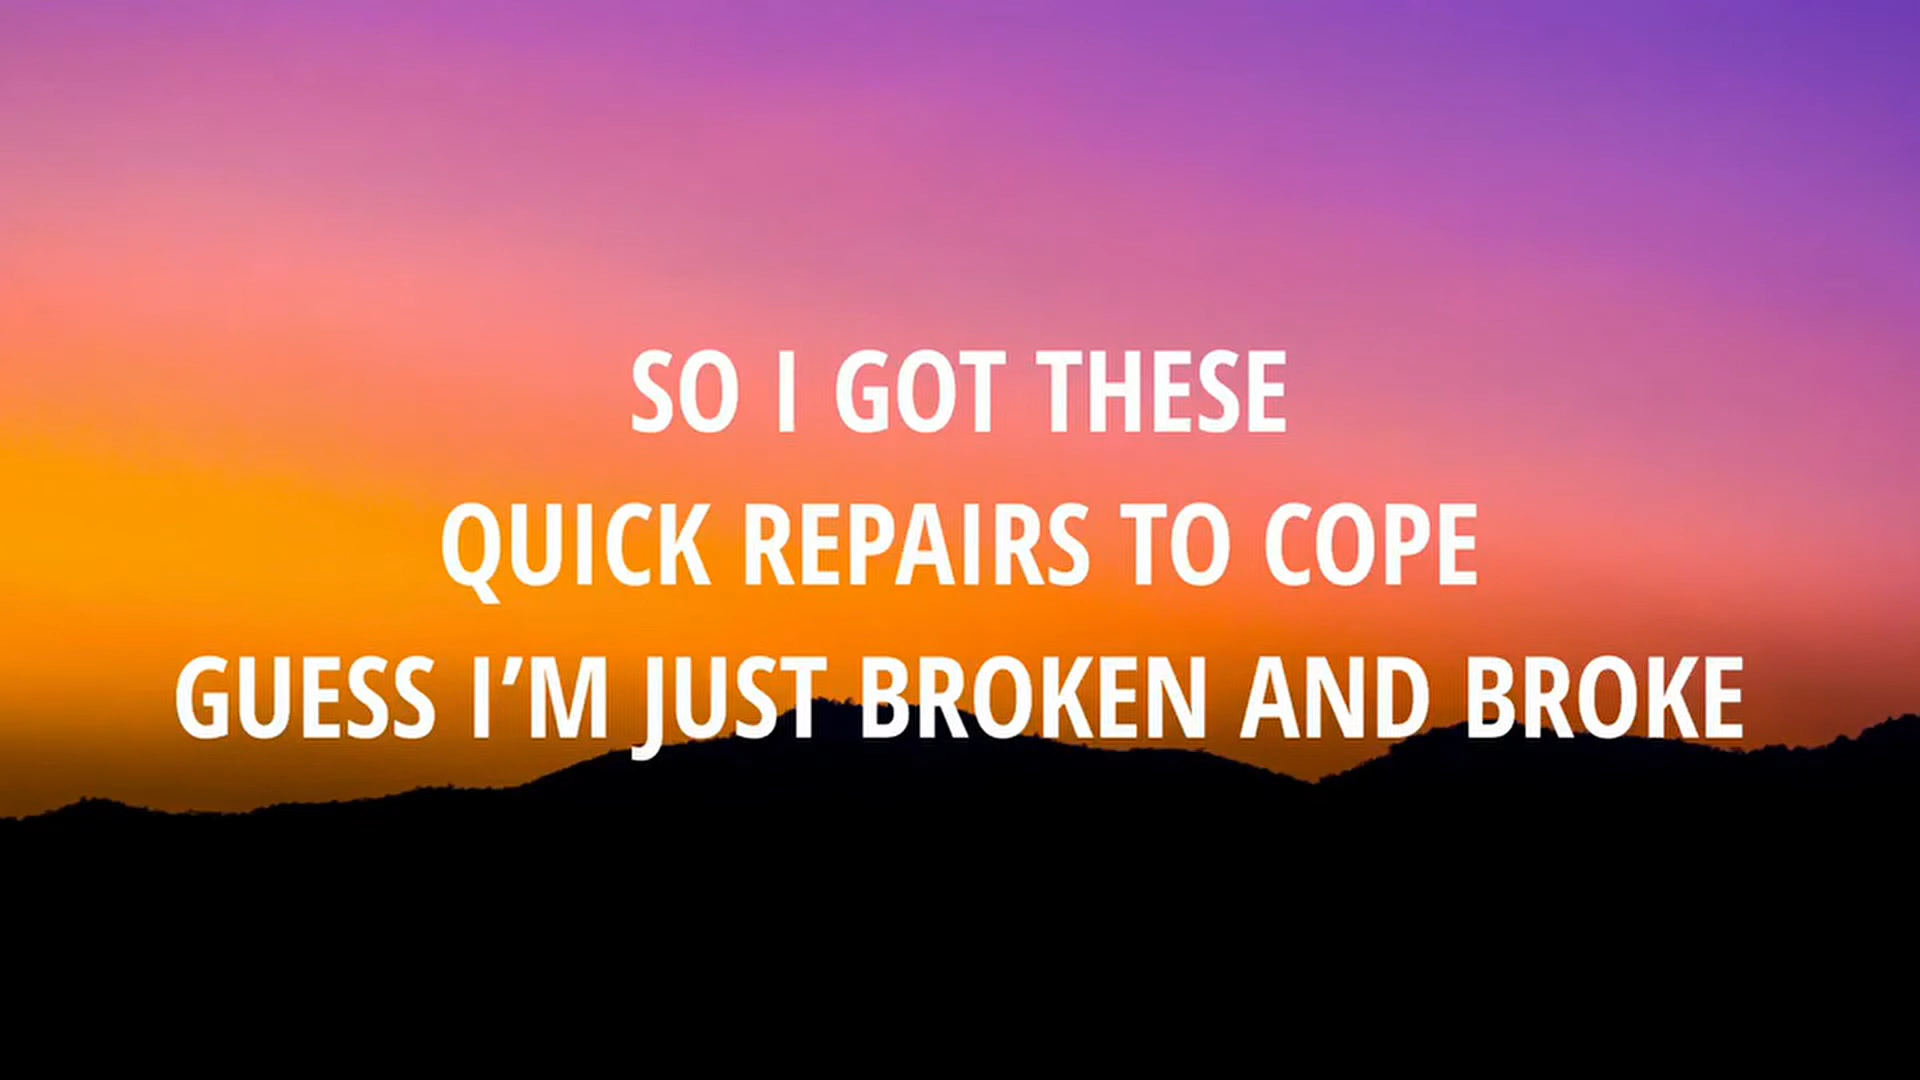 SO I GOT THESE
QUICK REPAIRS TO COPE
GUESS I’M JUST BROKEN AND BROKE